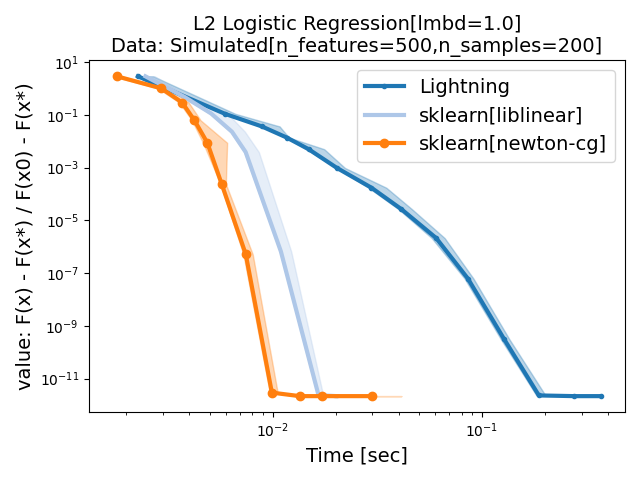 L2 Logistic Regression[lmbd=1.0]
Data: Simulated[n_features=500,n_samples=200]
value: F(x) - F(x*) / F(x0) - F(x*)
10¹
10⁻¹
10⁻³
10⁻⁵
10⁻⁷
10⁻⁹
10⁻¹¹
Lightning
sklearn[liblinear]
sklearn[newton-cg]
10⁻² 10⁻¹
Time [sec]